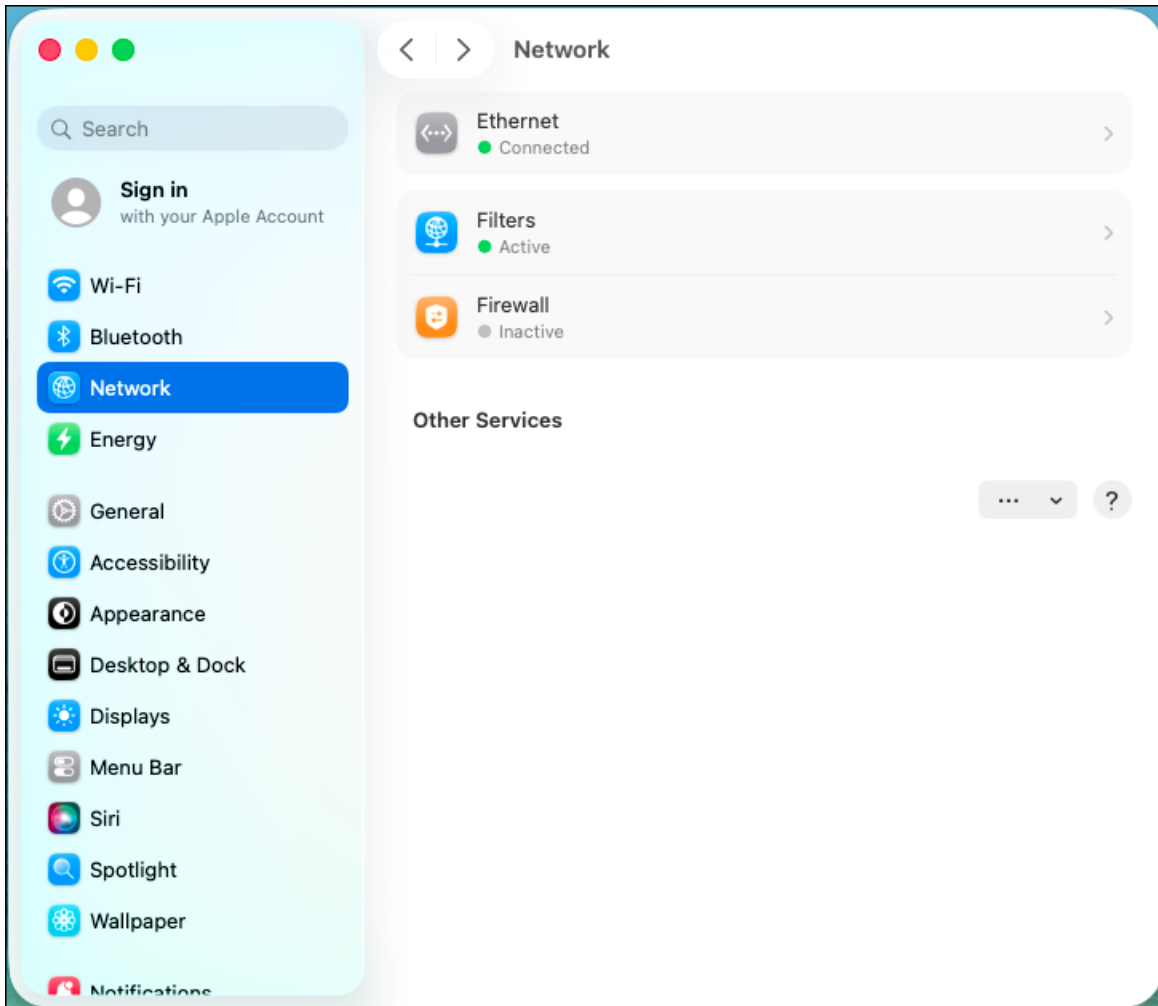 Network
Search
Sign in
with your Apple Account
Wi-Fi
Bluetooth
Network
Energy
General
Accessibility
Appearance
Desktop & Dock
Displays
Menu Bar
Siri
Spotlight
Wallpaper
Notifications
Ethernet
Connected
Filters
Active
Firewall
Inactive
Other Services
...
?